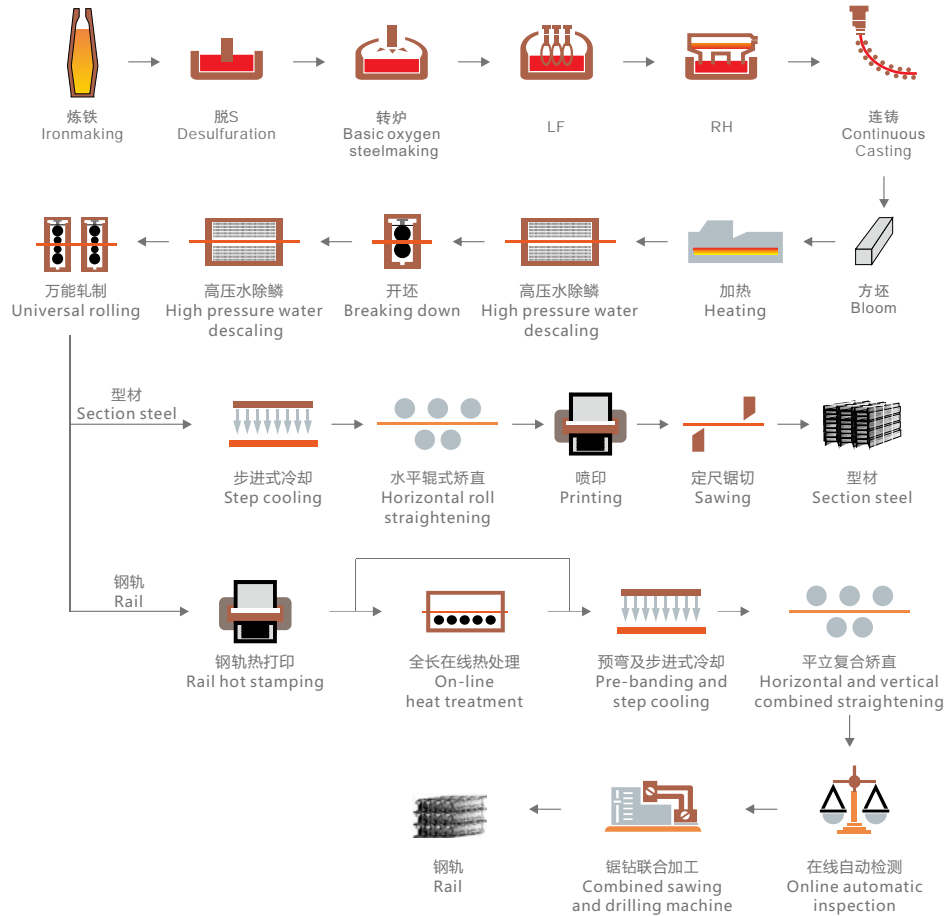 炼铁
Ironmaking
脱S
Desulfuration
转炉
Basic oxygen
steelmaking
LF
RH
连铸
Continuous
Casting
万能轧制
Universal rolling
高压水除鳞
High pressure water
descaling
开坯
Breaking down
高压水除鳞
High pressure water
descaling
加热
Heating
方坯
Bloom
型材
Section steel
步进式冷却
Step cooling
水平辊式矫直
Horizontal roll
straightening
喷印
Printing
定尺锯切
Sawing
型材
Section steel
钢轨
Rail
钢轨热打印
Rail hot stamping
全长在线热处理
On-line
heat treatment
预弯及步进式冷却
Pre-banding and
step cooling
平立复合矫直
Horizontal and vertical
combined straightening
钢轨
Rail
锯钻联合加工
Combined sawing
and drilling machine
在线自动检测
Online automatic
inspection